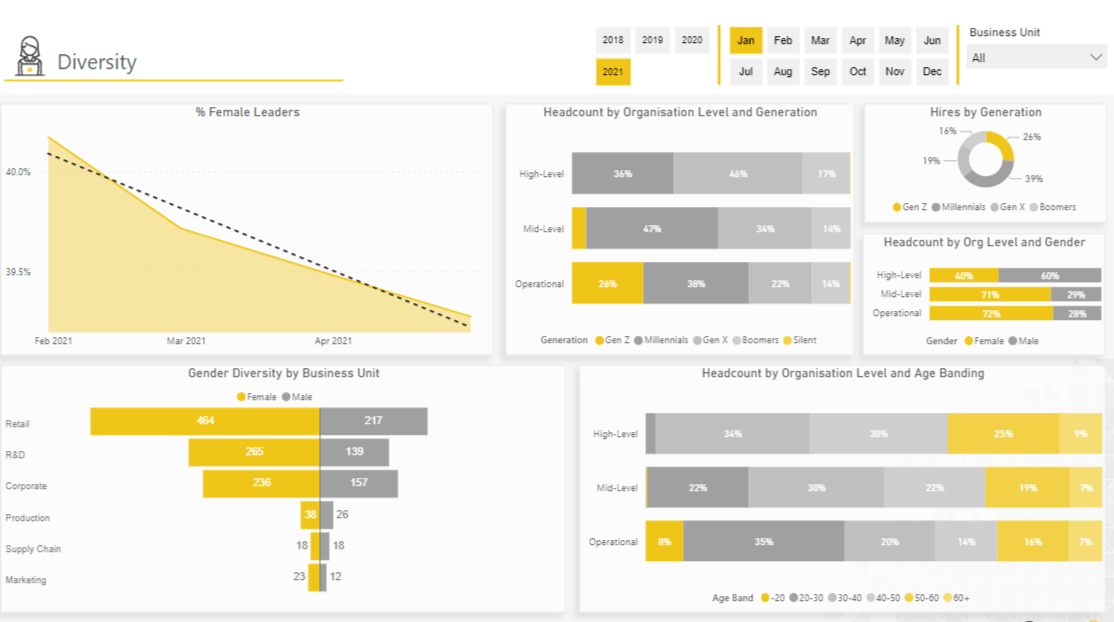 Diversity
2018 2019 2020
2021
Jan Feb Mar Apr May Jun
Jul Aug Sep Oct Nov Dec
Business Unit
All
% Female Leaders
40.0%
39.5%
Feb 2021 Mar 2021 Apr 2021
Headcount by Organisation Level and Generation
High-Level 36% 46% 17%
Mid-Level 47% 34% 14%
Operational 26% 38% 22% 14%
Generation Gen Z Millennials Gen X Boomers Silent
Hires by Generation
16% 26%
19% 39%
Gen Z Millennials Gen X Boomers
Headcount by Org Level and Gender
High-Level 40% 60%
Mid-Level 71% 29%
Operational 72% 28%
Gender Female Male
Gender Diversity by Business Unit
Female Male
Retail 464 217
R&D 265 139
Corporate 236 157
Production 38 26
Supply Chain 18 18
Marketing 23 12
Headcount by Organisation Level and Age Banding
High-Level 34% 30% 25% 9%
Mid-Level 22% 30% 22% 19% 7%
Operational 8% 35% 20% 14% 16% 7%
Age Band -20 20-30 30-40 40-50 50-60 60+